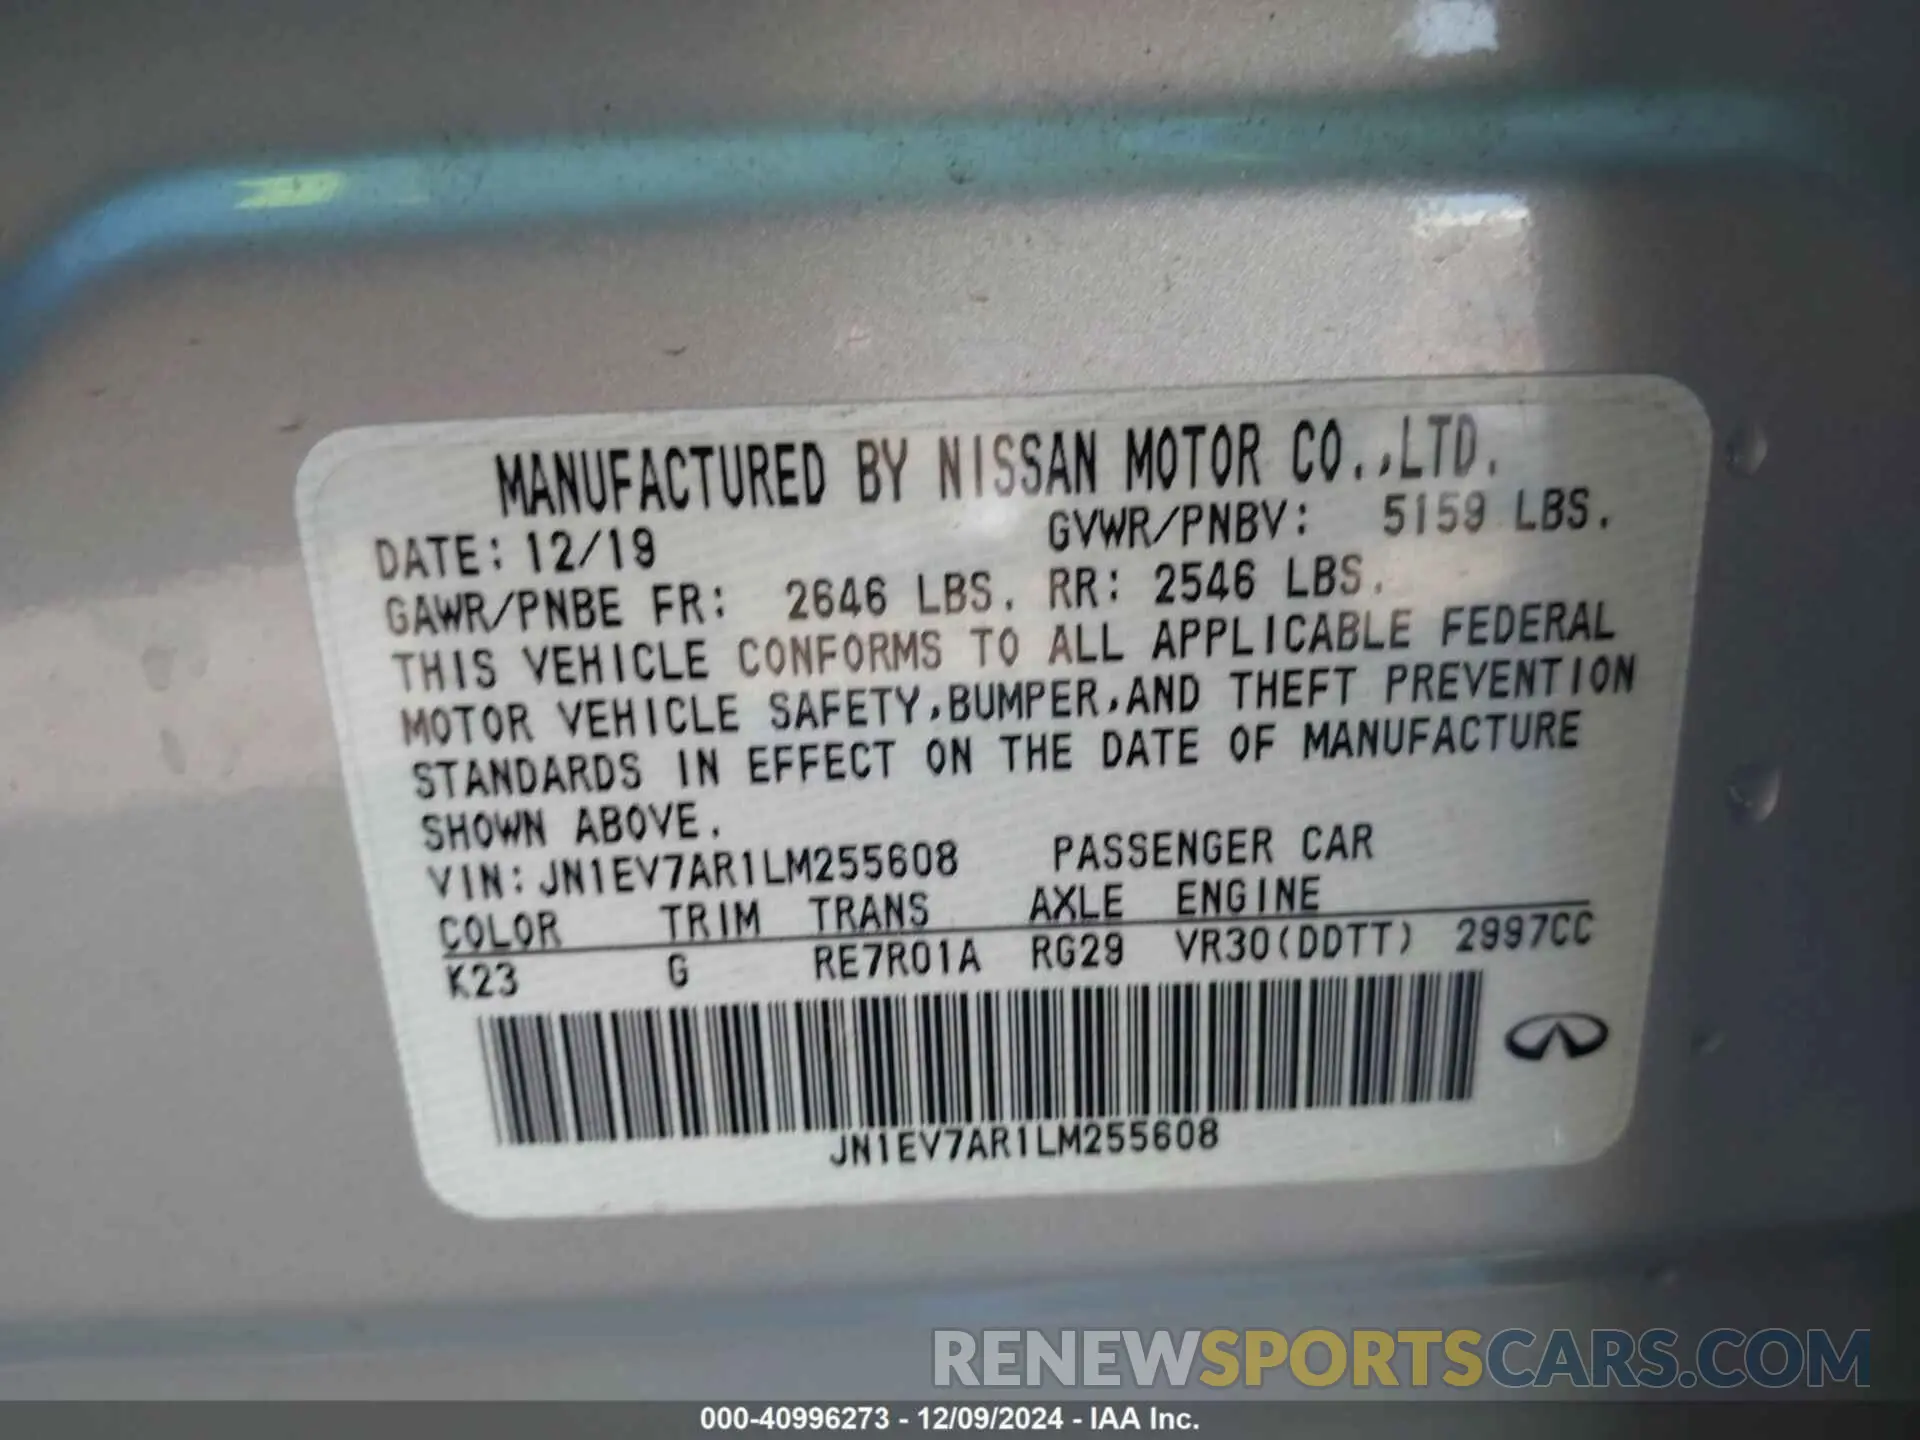 MANUFACTURED BY NISSAN MOTOR CO.,LTD.
DATE: 12/19 GVWR/PNBV: 5159 LBS.
GAWR/PNBE FR: 2646 LBS. RR: 2546 LBS.
THIS VEHICLE CONFORMS TO ALL APPLICABLE FEDERAL
MOTOR VEHICLE SAFETY,BUMPER,AND THEFT PREVENTION
STANDARDS IN EFFECT ON THE DATE OF MANUFACTURE
SHOWN ABOVE.
VIN: JN1EV7AR1LM255608 PASSENGER CAR
COLOR TRIM TRANS AXLE ENGINE
K23 G RE7R01A RG29 VR30(DDTT) 2997CC
JN1EV7AR1LM255608
RENEWSPORTSCARS.COM
000-40996273 - 12/09/2024 - IAA Inc.